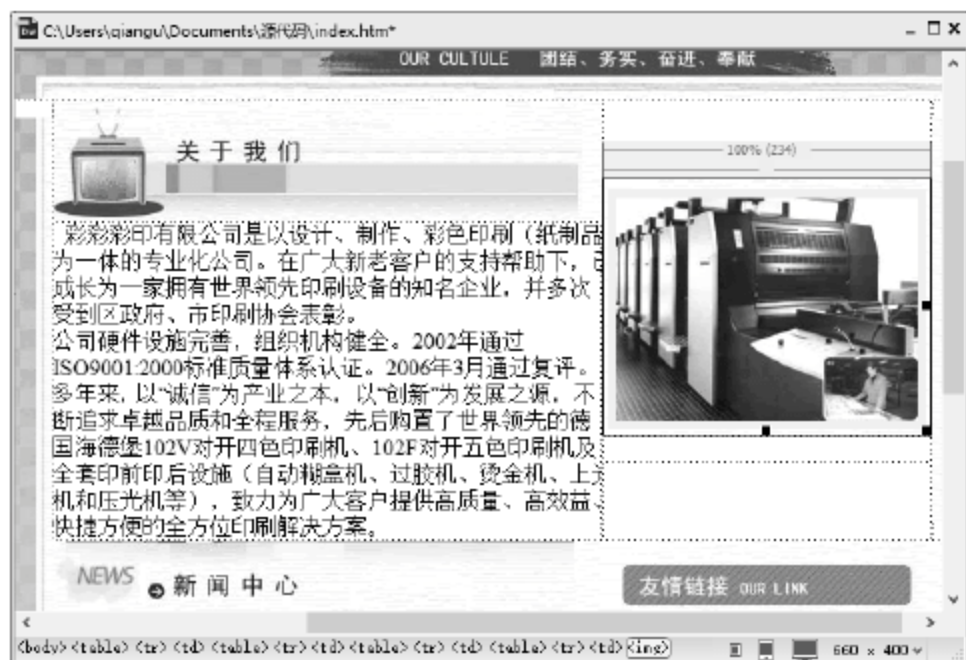 C:\Users\qiangu\Documents\源代码\index.htm*
OUR CULTULE 团结、务实、奋进、奉献
关于我们
100% (234)
彩彩彩印有限公司是以设计、制作、彩色印刷（纸制品
为一体的专业化公司。在广大新老客户的支持帮助下，已
成长为一家拥有世界领先印刷设备的知名企业，并多次
受到区政府、市印刷协会表彰。
公司硬件设施完善，组织机构健全。2002年通过
ISO9001:2000标准质量体系认证。2006年3月通过复评。
多年来，以“诚信”为产业之本，以“创新”为发展之源，不
断追求卓越品质和全程服务，先后购置了世界领先的德
国海德堡102V对开四色印刷机、102F对开五色印刷机及
全套印前印后设施（自动糊盒机、过胶机、烫金机、上光
机和压光机等），致力为广大客户提供高质量、高效益、
快捷方便的全方位印刷解决方案。
NEWS 新闻中心
友情链接 OUR LINK
<body> <table> <tr> <td> <table> <tr> <td> <table> <tr> <td> <table> <tr> <td> <img>
660 × 400